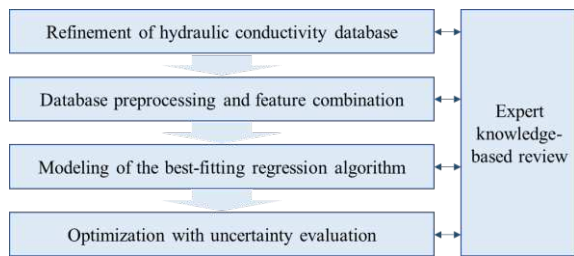 Refinement of hydraulic conductivity database
Database preprocessing and feature combination
Modeling of the best-fitting regression algorithm
Optimization with uncertainty evaluation
Expert
knowledge-
based review